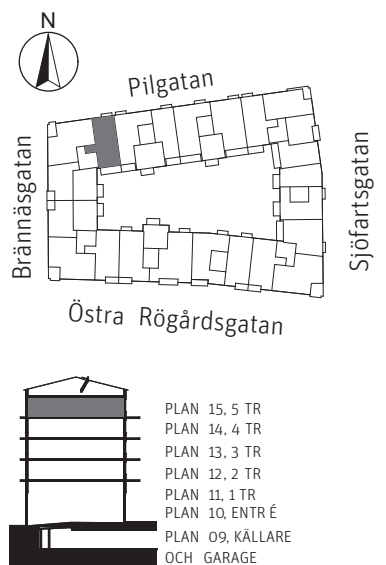 N
Pilgatan
Brännäsgatan
Sjöfartsgatan
Östra Rögårdsgatan
PLAN 15, 5 TR
PLAN 14, 4 TR
PLAN 13, 3 TR
PLAN 12, 2 TR
PLAN 11, 1 TR
PLAN 10, ENTR É
PLAN 09, KÄLLARE
OCH GARAGE